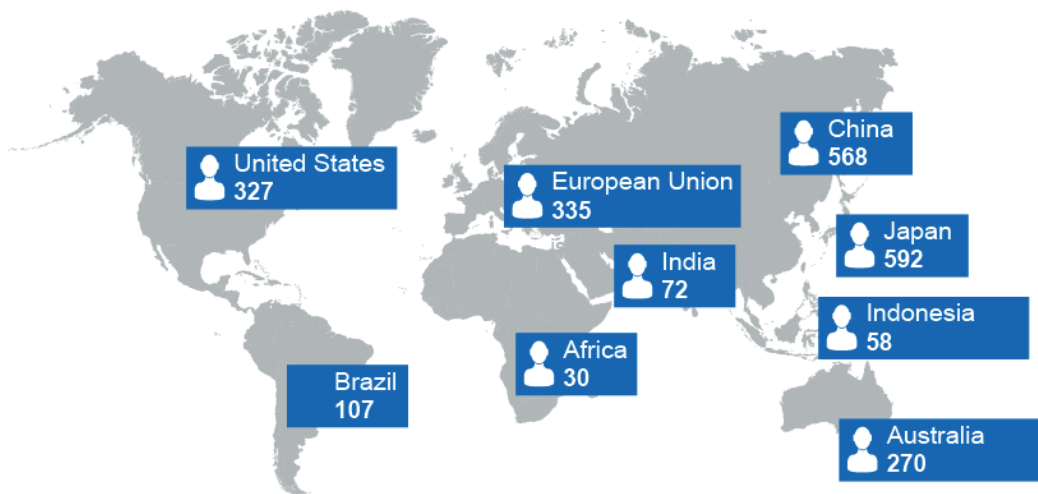 China
568
United States
327
European Union
335
Japan
592
India
72
Indonesia
58
Africa
30
Brazil
107
Australia
270